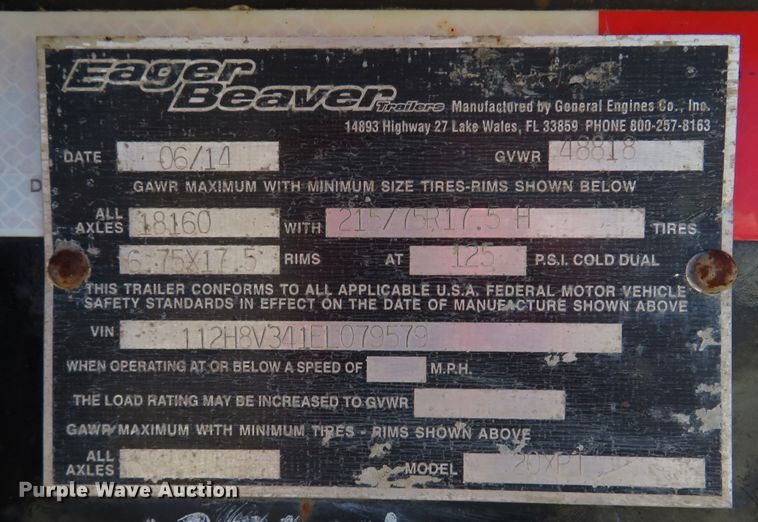 Eager
Beaver Trailers Manufactured by General Engines Co., Inc.
14893 Highway 27 Lake Wales, FL 33859 PHONE 800-257-8163
DATE 06/14 GVWR 48818
GAWR MAXIMUM WITH MINIMUM SIZE TIRES-RIMS SHOWN BELOW
ALL AXLES 18160 WITH 215/75R17.5 H TIRES
6.75X17.5 RIMS AT 125 P.S.I. COLD DUAL
THIS TRAILER CONFORMS TO ALL APPLICABLE U.S.A. FEDERAL MOTOR VEHICLE
SAFETY STANDARDS IN EFFECT ON THE DATE OF MANUFACTURE SHOWN ABOVE
VIN 112H8V341EL079579
WHEN OPERATING AT OR BELOW A SPEED OF M.P.H.
THE LOAD RATING MAY BE INCREASED TO GVWR
GAWR/MAXIMUM WITH MINIMUM TIRES - RIMS SHOWN ABOVE
ALL AXLES MODEL 20XPT
Purple Wave Auction